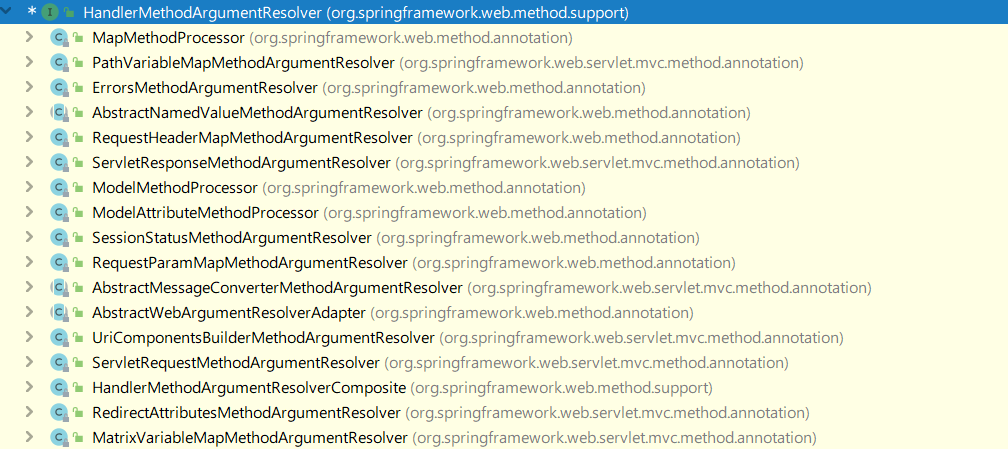 * I HandlerMethodArgumentResolver (org.springframework.web.method.support)
C MapMethodProcessor (org.springframework.web.method.annotation)
C PathVariableMapMethodArgumentResolver (org.springframework.web.servlet.mvc.method.annotation)
C ErrorsMethodArgumentResolver (org.springframework.web.method.annotation)
C AbstractNamedValueMethodArgumentResolver (org.springframework.web.method.annotation)
C RequestHeaderMapMethodArgumentResolver (org.springframework.web.method.annotation)
C ServletResponseMethodArgumentResolver (org.springframework.web.servlet.mvc.method.annotation)
C ModelMethodProcessor (org.springframework.web.method.annotation)
C ModelAttributeMethodProcessor (org.springframework.web.method.annotation)
C SessionStatusMethodArgumentResolver (org.springframework.web.method.annotation)
C RequestParamMapMethodArgumentResolver (org.springframework.web.method.annotation)
C AbstractMessageConverterMethodArgumentResolver (org.springframework.web.servlet.mvc.method.annotation)
C AbstractWebArgumentResolverAdapter (org.springframework.web.method.annotation)
C UriComponentsBuilderMethodArgumentResolver (org.springframework.web.servlet.mvc.method.annotation)
C ServletRequestMethodArgumentResolver (org.springframework.web.servlet.mvc.method.annotation)
C HandlerMethodArgumentResolverComposite (org.springframework.web.method.support)
C RedirectAttributesMethodArgumentResolver (org.springframework.web.servlet.mvc.method.annotation)
C MatrixVariableMapMethodArgumentResolver (org.springframework.web.servlet.mvc.method.annotation)